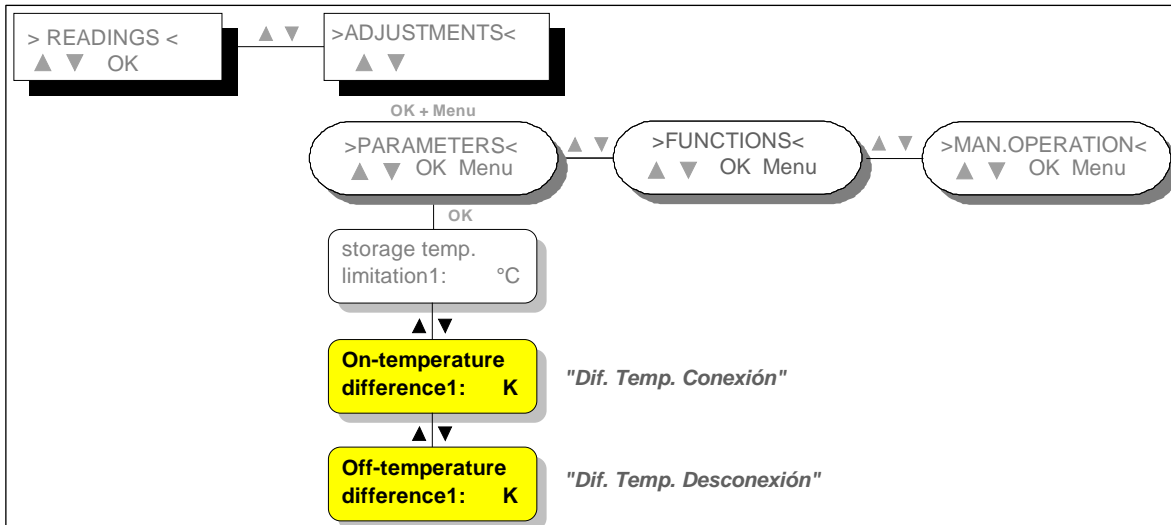 > READINGS <
▲ ▼ OK
▲ ▼
>ADJUSTMENTS<
▲ ▼
OK + Menu
>PARAMETERS<
▲ ▼ OK Menu
▲ ▼
>FUNCTIONS<
▲ ▼ OK Menu
▲ ▼
>MAN.OPERATION<
▲ ▼ OK Menu
OK
storage temp.
limitation1: °C
▲ ▼
On-temperature
difference1: K
"Dif. Temp. Conexión"
▲ ▼
Off-temperature
difference1: K
"Dif. Temp. Desconexión"